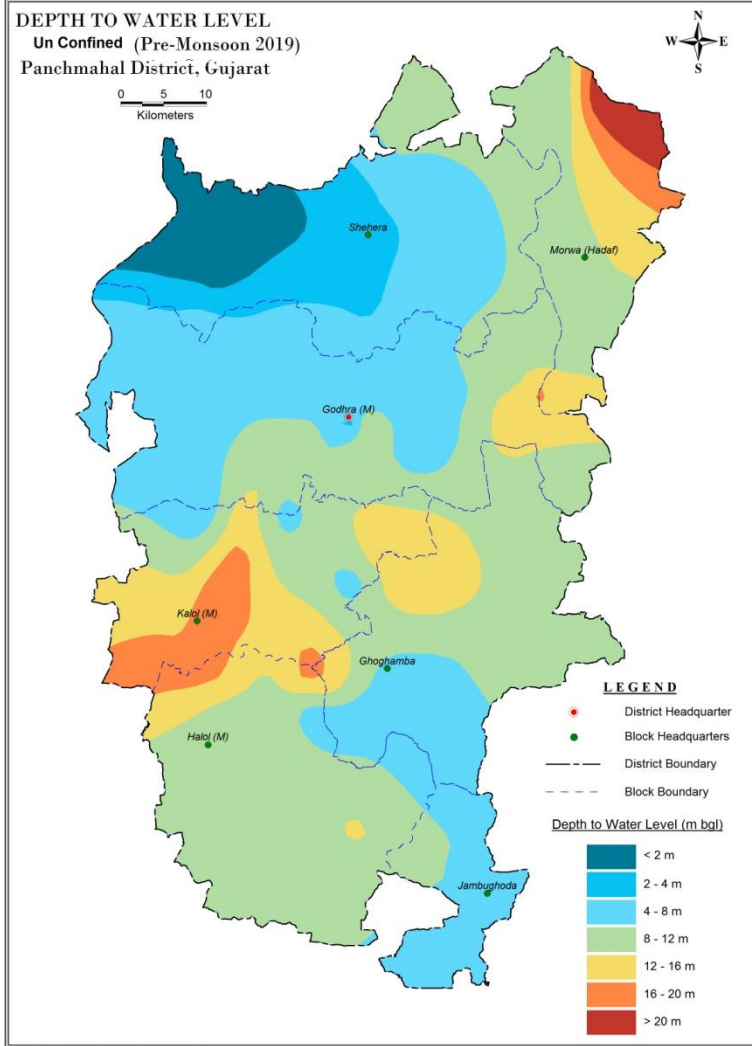 DEPTH TO WATER LEVEL
Un Confined (Pre-Monsoon 2019)
Panchmahal District, Gujarat
0 5 10
Kilometers
N
W E
S
Shehera
Morwa (Hadaf)
Godhra (M)
Kalol (M)
Ghoghamba
Halol (M)
Jambughoda
LEGEND
District Headquarter
Block Headquarters
District Boundary
Block Boundary
Depth to Water Level (m bgl)
< 2 m
2 - 4 m
4 - 8 m
8 - 12 m
12 - 16 m
16 - 20 m
> 20 m